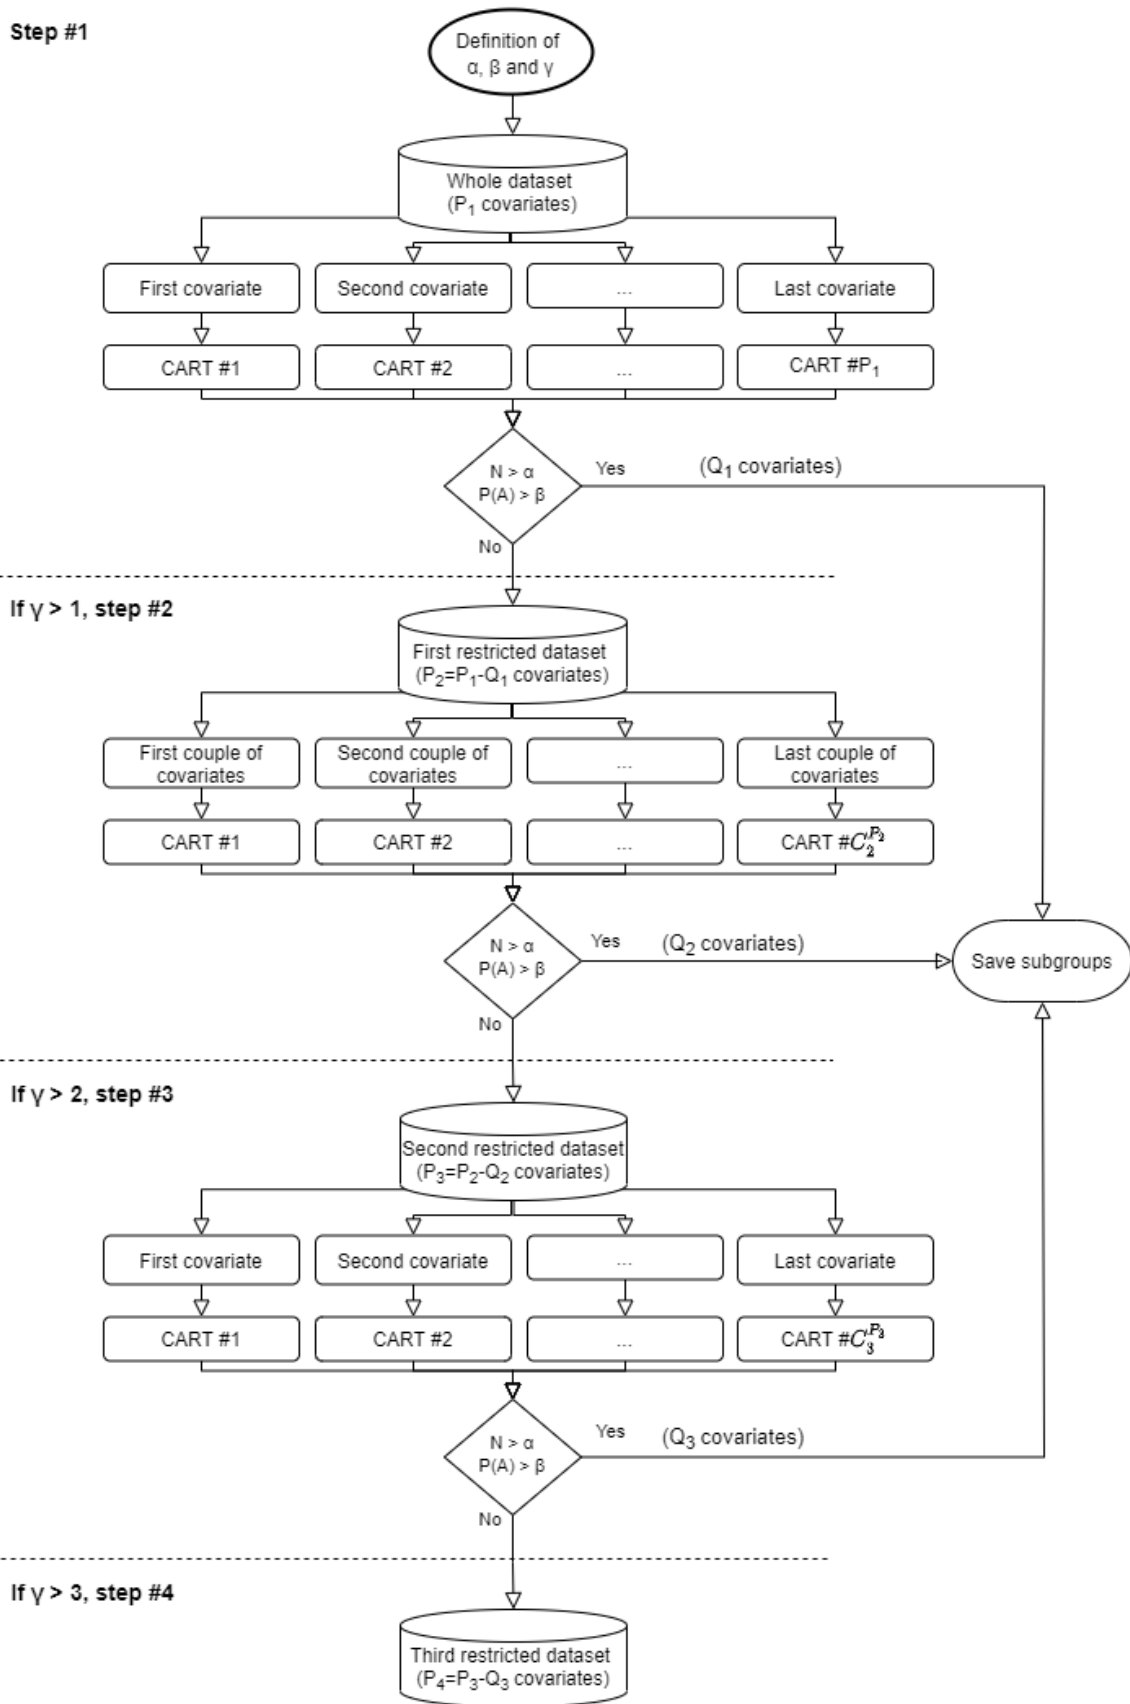 Step #1
Definition of
α, β and γ
Whole dataset
(P₁ covariates)
First covariate
Second covariate
...
Last covariate
CART #1
CART #2
...
CART #P₁
N > α
P(A) > β
Yes
(Q₁ covariates)
No
If γ > 1, step #2
First restricted dataset
(P₂=P₁-Q₁ covariates)
First couple of
covariates
Second couple of
covariates
...
Last couple of
covariates
CART #1
CART #2
...
CART #C₂^P₂
N > α
P(A) > β
Yes
(Q₂ covariates)
Save subgroups
No
If γ > 2, step #3
Second restricted dataset
(P₃=P₂-Q₂ covariates)
First covariate
Second covariate
...
Last covariate
CART #1
CART #2
...
CART #C₃^P₃
N > α
P(A) > β
Yes
(Q₃ covariates)
No
If γ > 3, step #4
Third restricted dataset
(P₄=P₃-Q₃ covariates)